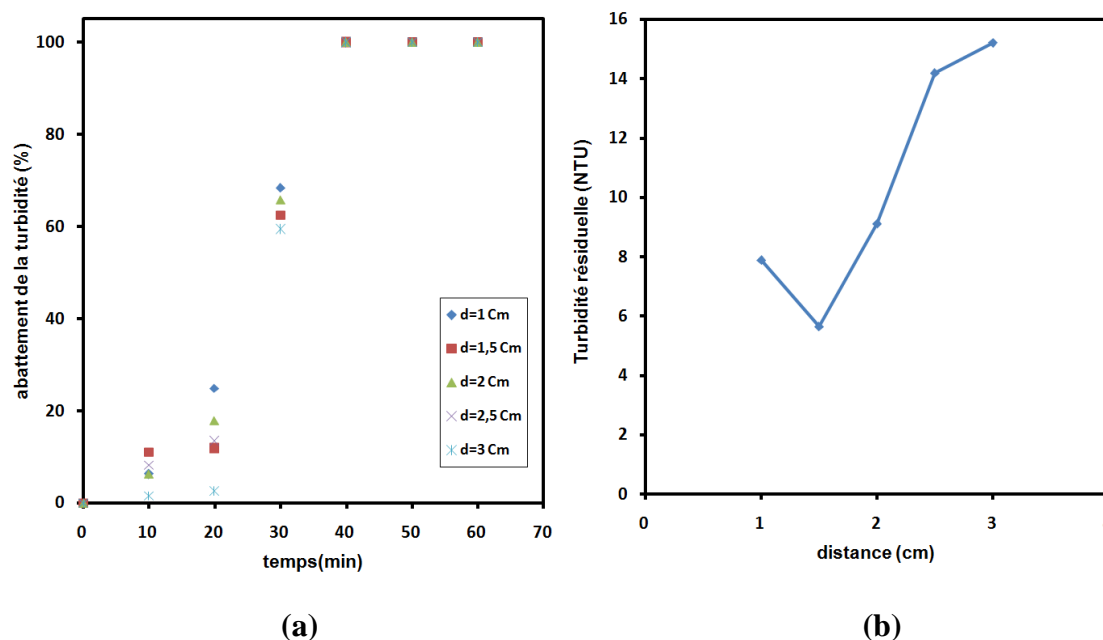 abattement de la turbidité (%)
100
80
60
40
20
0
0 10 20 30 40 50 60 70
temps(min)
d=1 Cm
d=1,5 Cm
d=2 Cm
d=2,5 Cm
d=3 Cm
(a)
Turbidité résiduelle (NTU)
16
14
12
10
8
6
4
2
0
0 1 2 3
distance (cm)
(b)